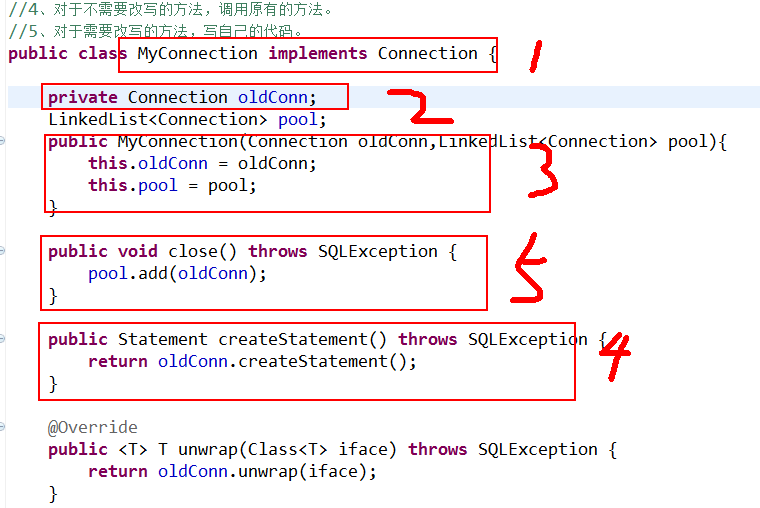 //4、对于不需要改写的方法，调用原有的方法。
//5、对于需要改写的方法，写自己的代码。
public class MyConnection implements Connection { 1
private Connection oldConn; 2
LinkedList<Connection> pool;
public MyConnection(Connection oldConn,LinkedList<Connection> pool){
this.oldConn = oldConn; 3
this.pool = pool;
}
public void close() throws SQLException { 5
pool.add(oldConn);
}
public Statement createStatement() throws SQLException { 4
return oldConn.createStatement();
}
@Override
public <T> T unwrap(Class<T> iface) throws SQLException {
return oldConn.unwrap(iface);
}